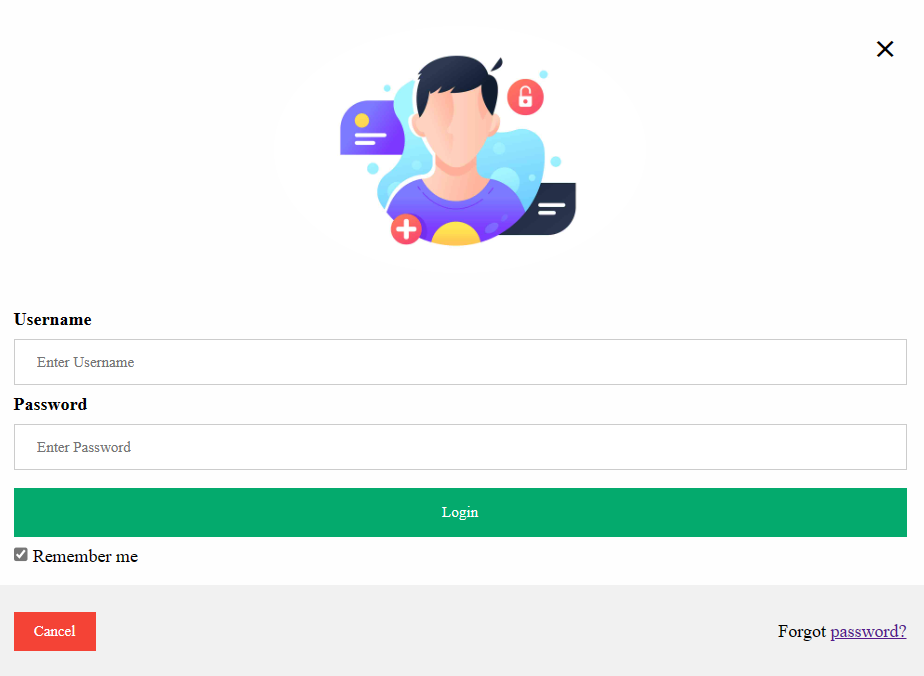 Username
Enter Username
Password
Enter Password
Login
Remember me
Cancel
Forgot password?